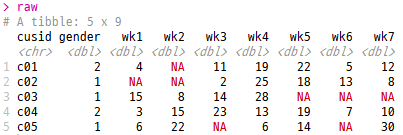 > raw
# A tibble: 5 x 9
cusid gender wk1 wk2 wk3 wk4 wk5 wk6 wk7
<chr> <dbl> <dbl> <dbl> <dbl> <dbl> <dbl> <dbl> <dbl>
1 c01 2 4 NA 11 19 22 5 12
2 c02 1 NA NA 2 25 18 13 8
3 c03 1 15 8 14 28 NA NA NA
4 c04 2 3 15 23 13 19 7 10
5 c05 1 6 22 NA 6 14 NA 30